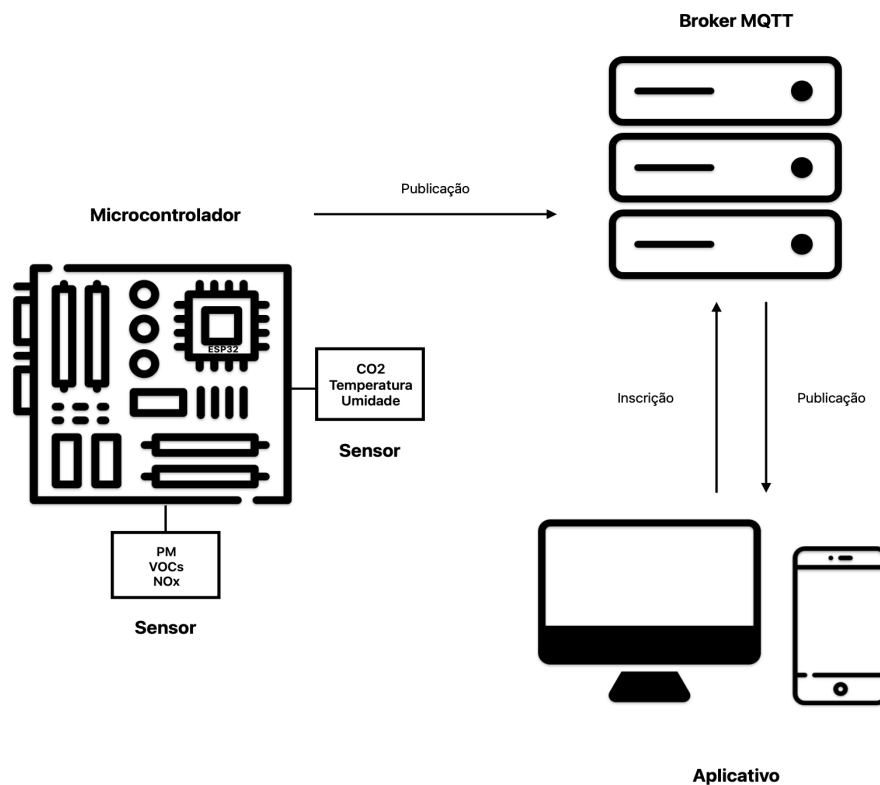 Broker MQTT
Publicação
Microcontrolador
ESP32
CO2
Temperatura
Umidade
Sensor
Inscrição
Publicação
PM
VOCs
NOx
Sensor
Aplicativo